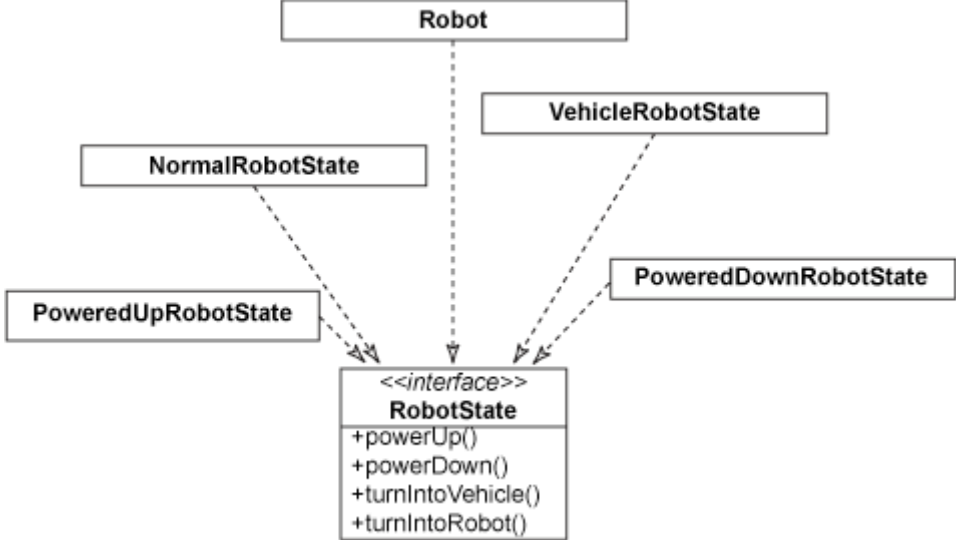 Robot
VehicleRobotState
NormalRobotState
PoweredDownRobotState
PoweredUpRobotState
<<interface>>
RobotState
+powerUp()
+powerDown()
+turnIntoVehicle()
+turnIntoRobot()